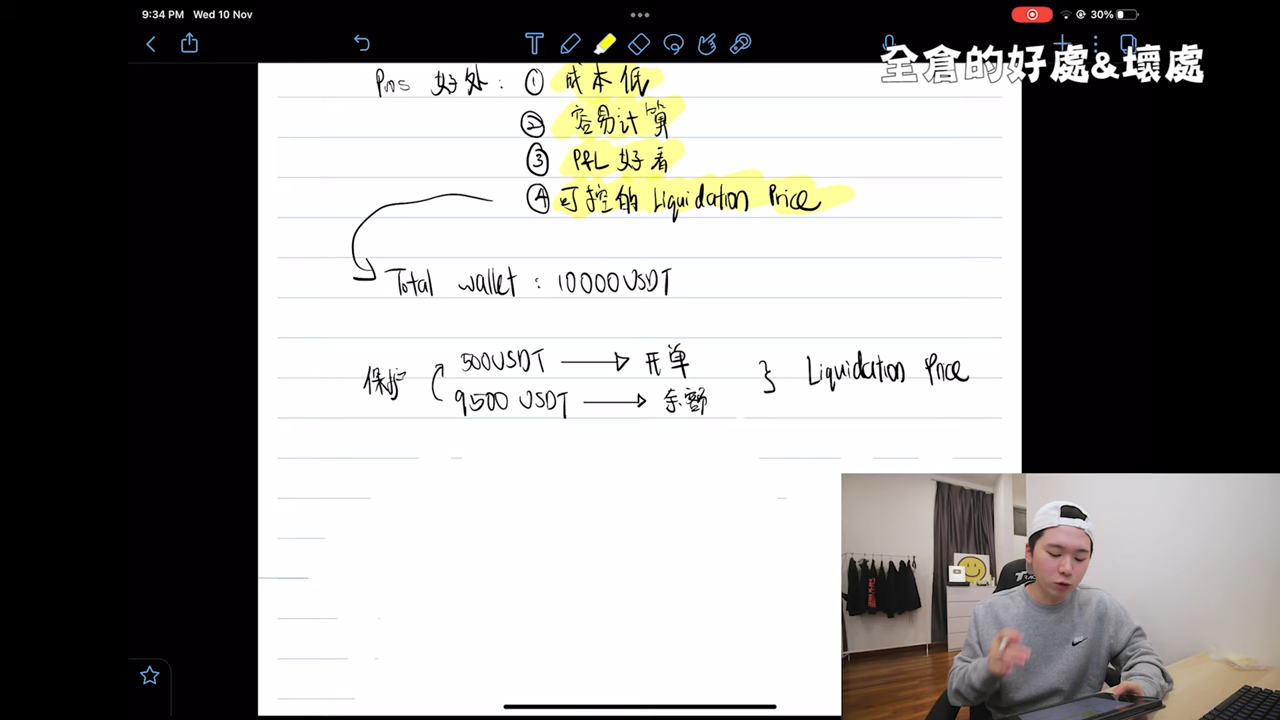 9:34 PM Wed 10 Nov
30%
全倉的好處&壞處
Pros 好处: ① 成本低
② 容易计算
③ P&L 好看
④ 可控的 Liquidation Price
Total wallet : 10000USDT
保护
500USDT → 开单
9500 USDT → 余额
} Liquidation Price